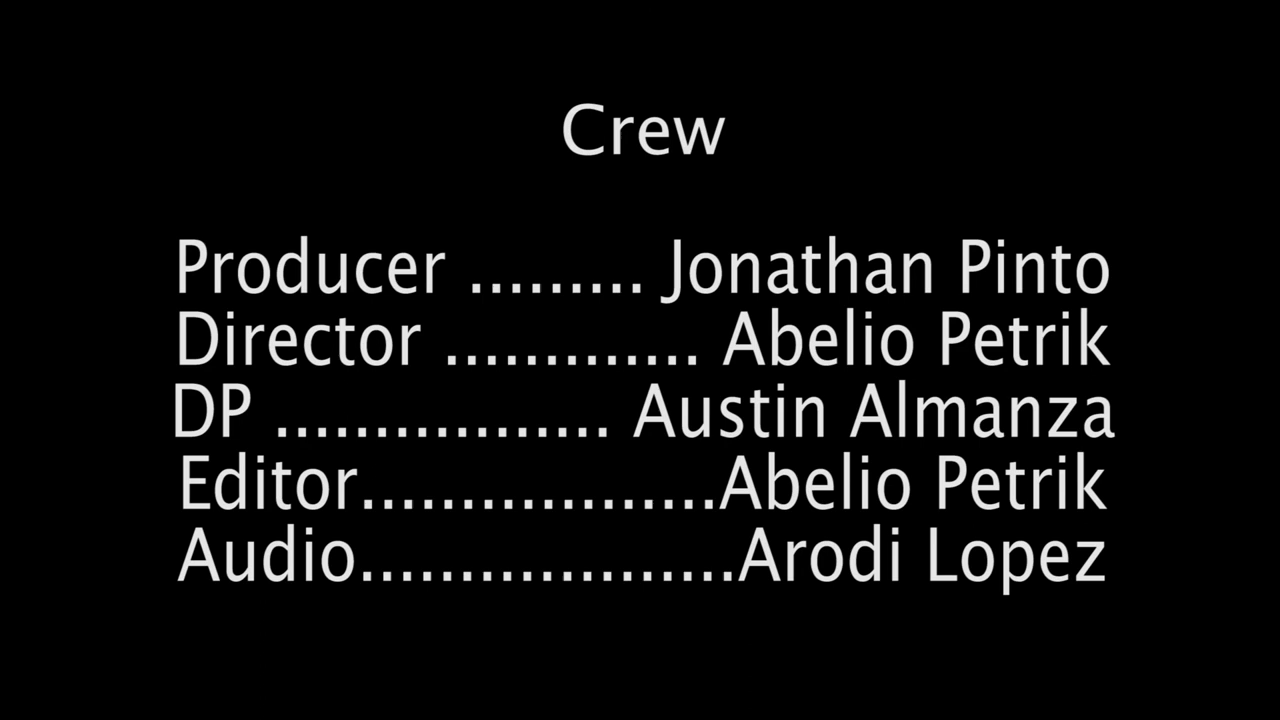 Crew
Producer ......... Jonathan Pinto
Director ............. Abelio Petrik
DP ................. Austin Almanza
Editor..................Abelio Petrik
Audio...................Arodi Lopez